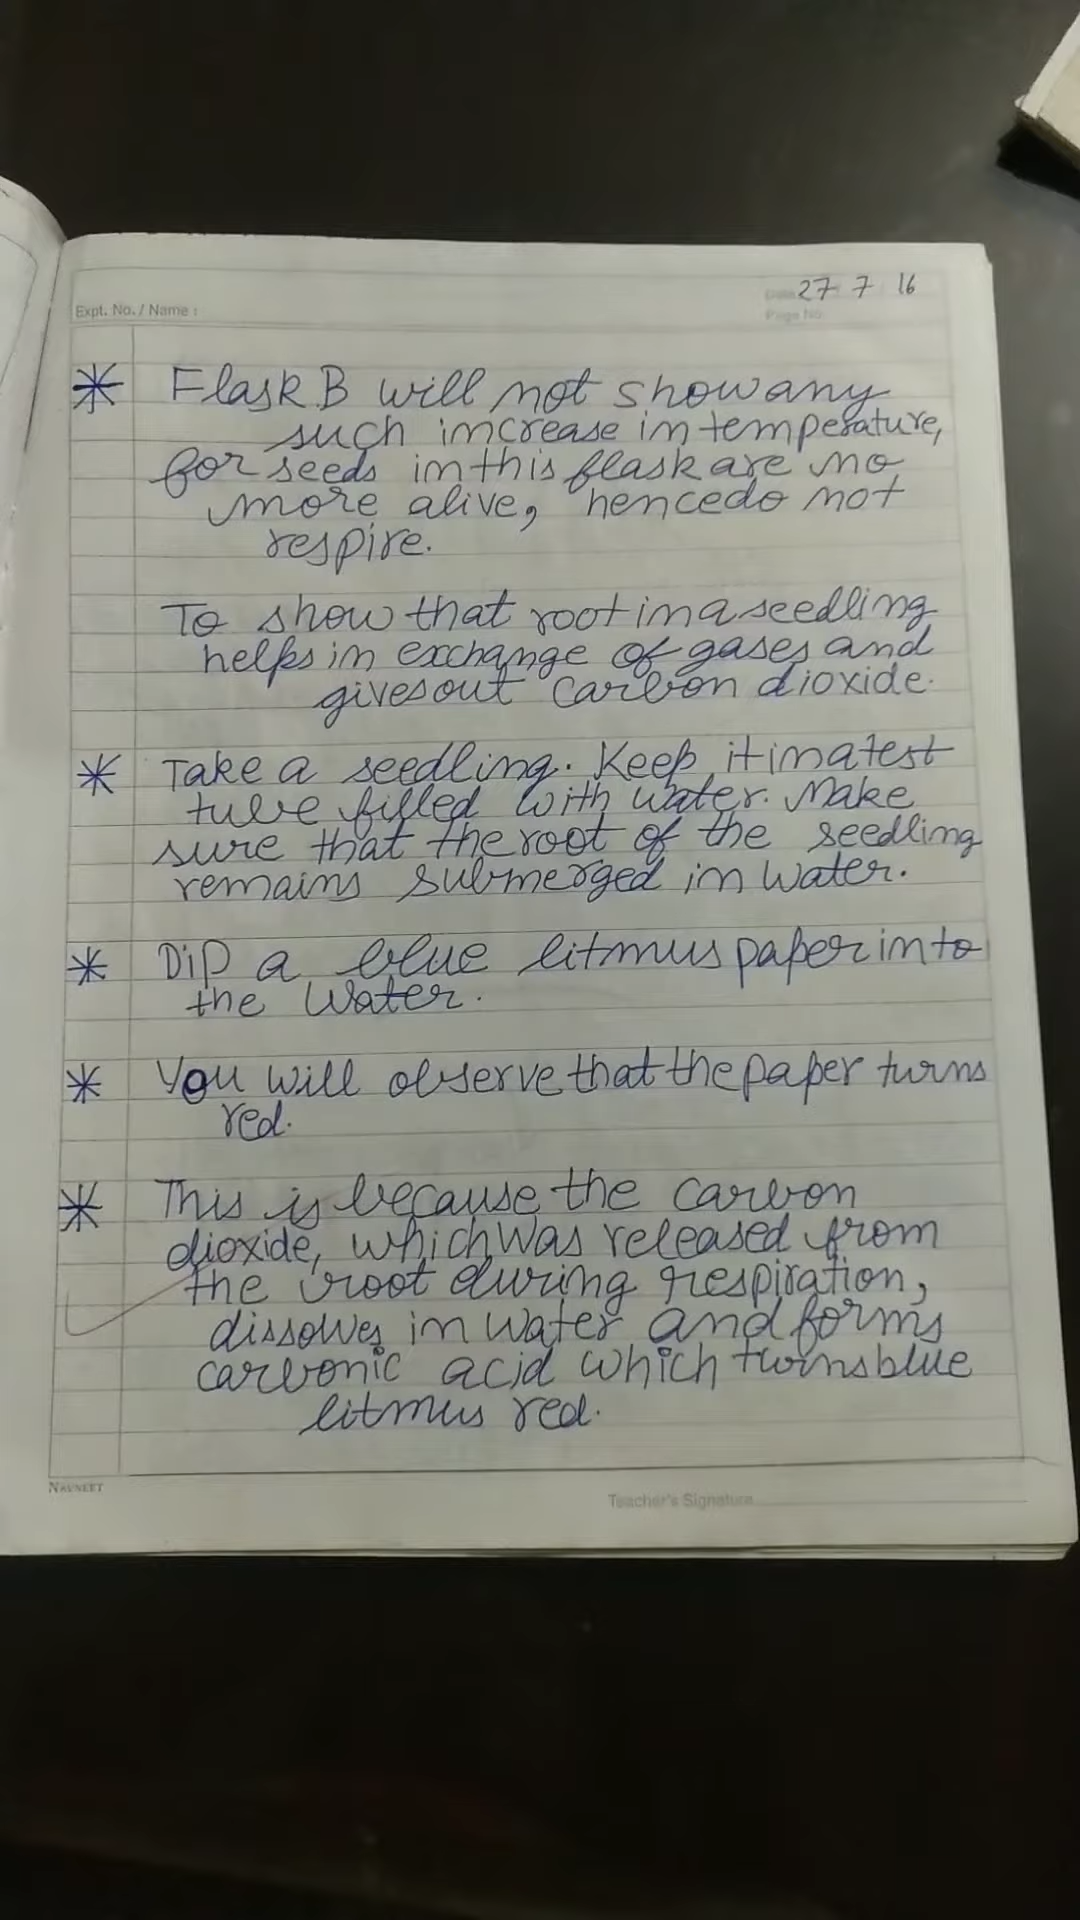 Expt. No. / Name :
Date 27 7 16
Page No.
* Flask B will not show any
such increase in temperature,
for seeds in this flask are no
more alive, hence do not
respire.
To show that root in a seedling
helps in exchange of gases and
gives out carbon dioxide.
* Take a seedling. Keep it in a test
tube filled with water. Make
sure that the root of the seedling
remains submerged in water.
* Dip a blue litmus paper in to
the Water.
* You will observe that the paper turns
red.
* This is because the carbon
dioxide, which was released from
the root during respiration,
dissolves in water and forms
carbonic acid which turns blue
litmus red.
NAVNEET
Teacher's Signature